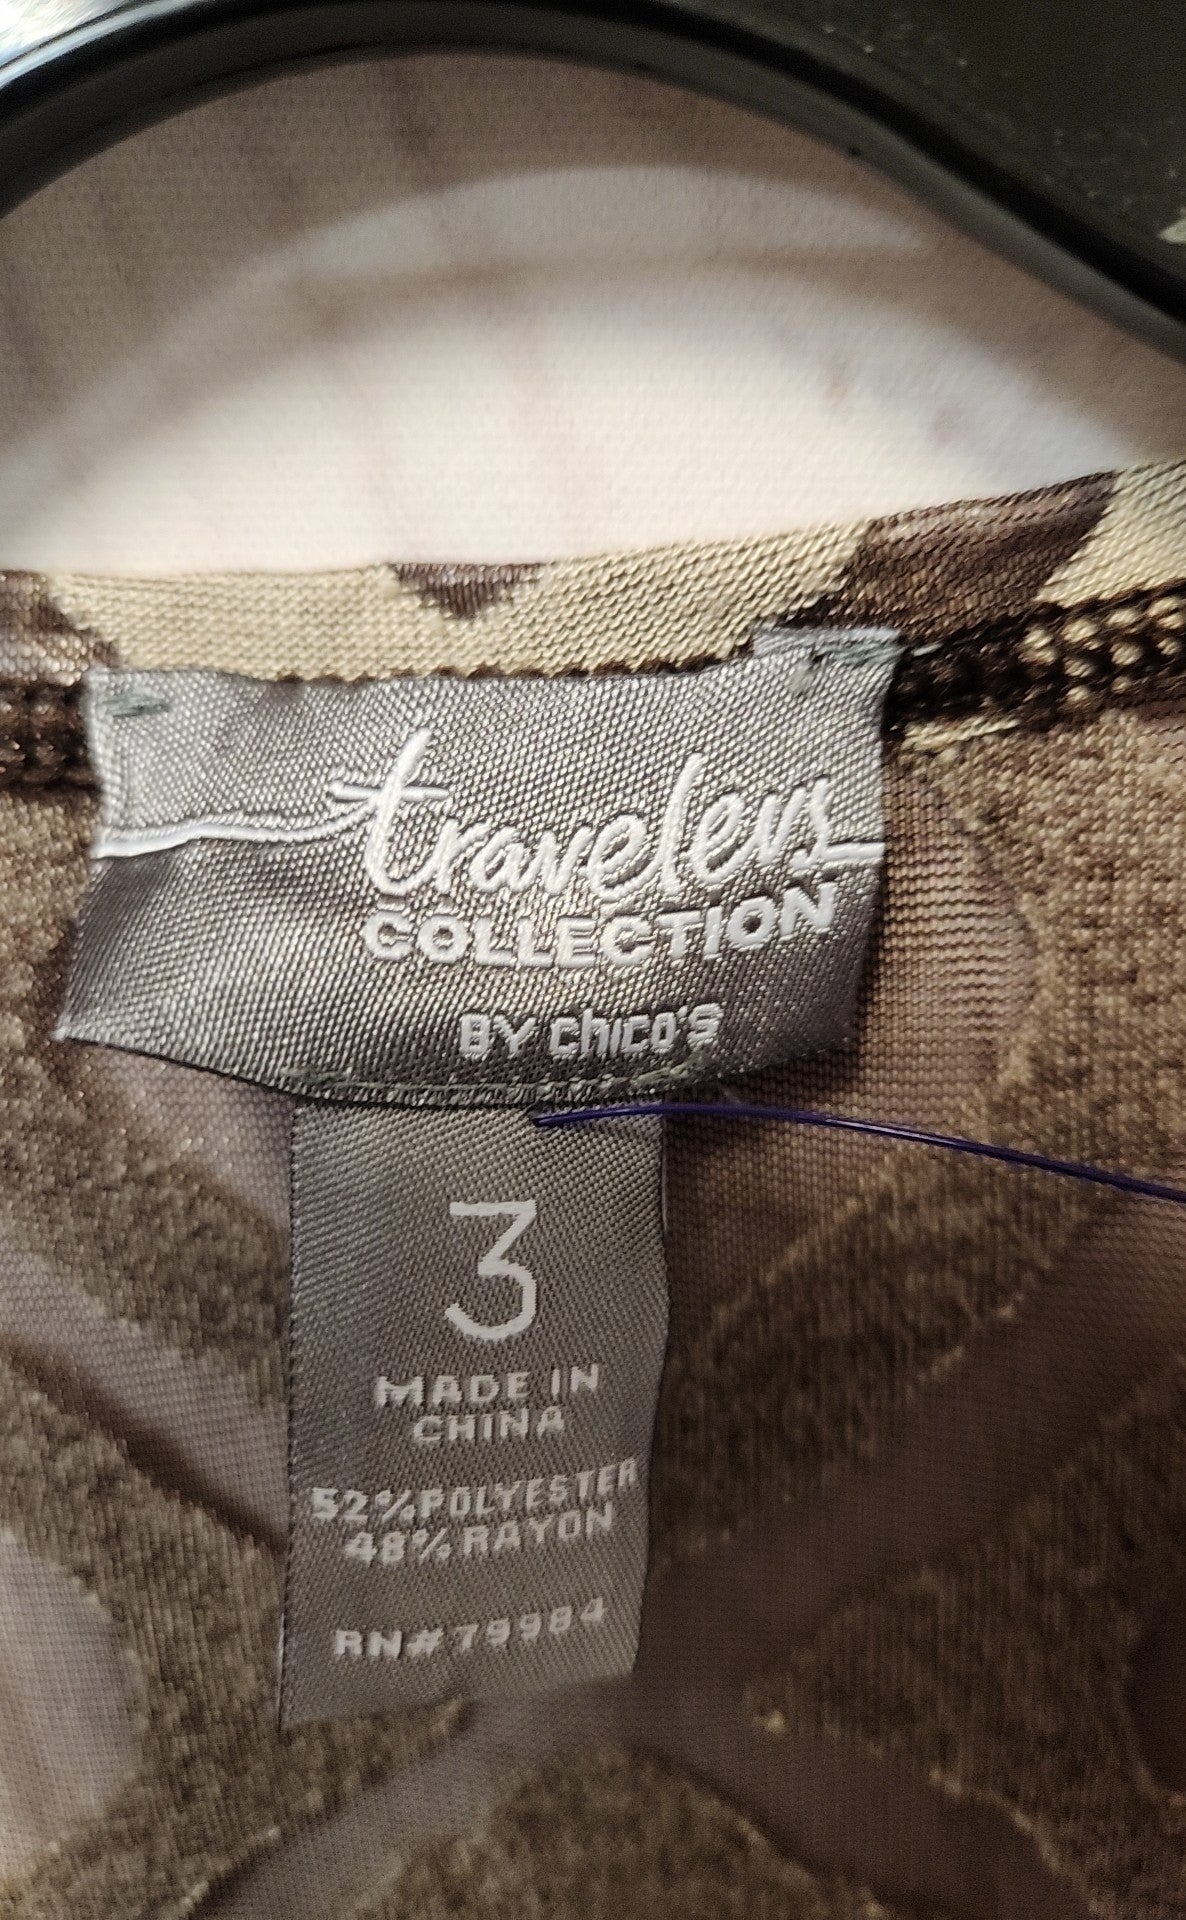 travelers
COLLECTION
BY chico's
3
MADE IN
CHINA
52%POLYESTER
48%RAYON
RN#79984